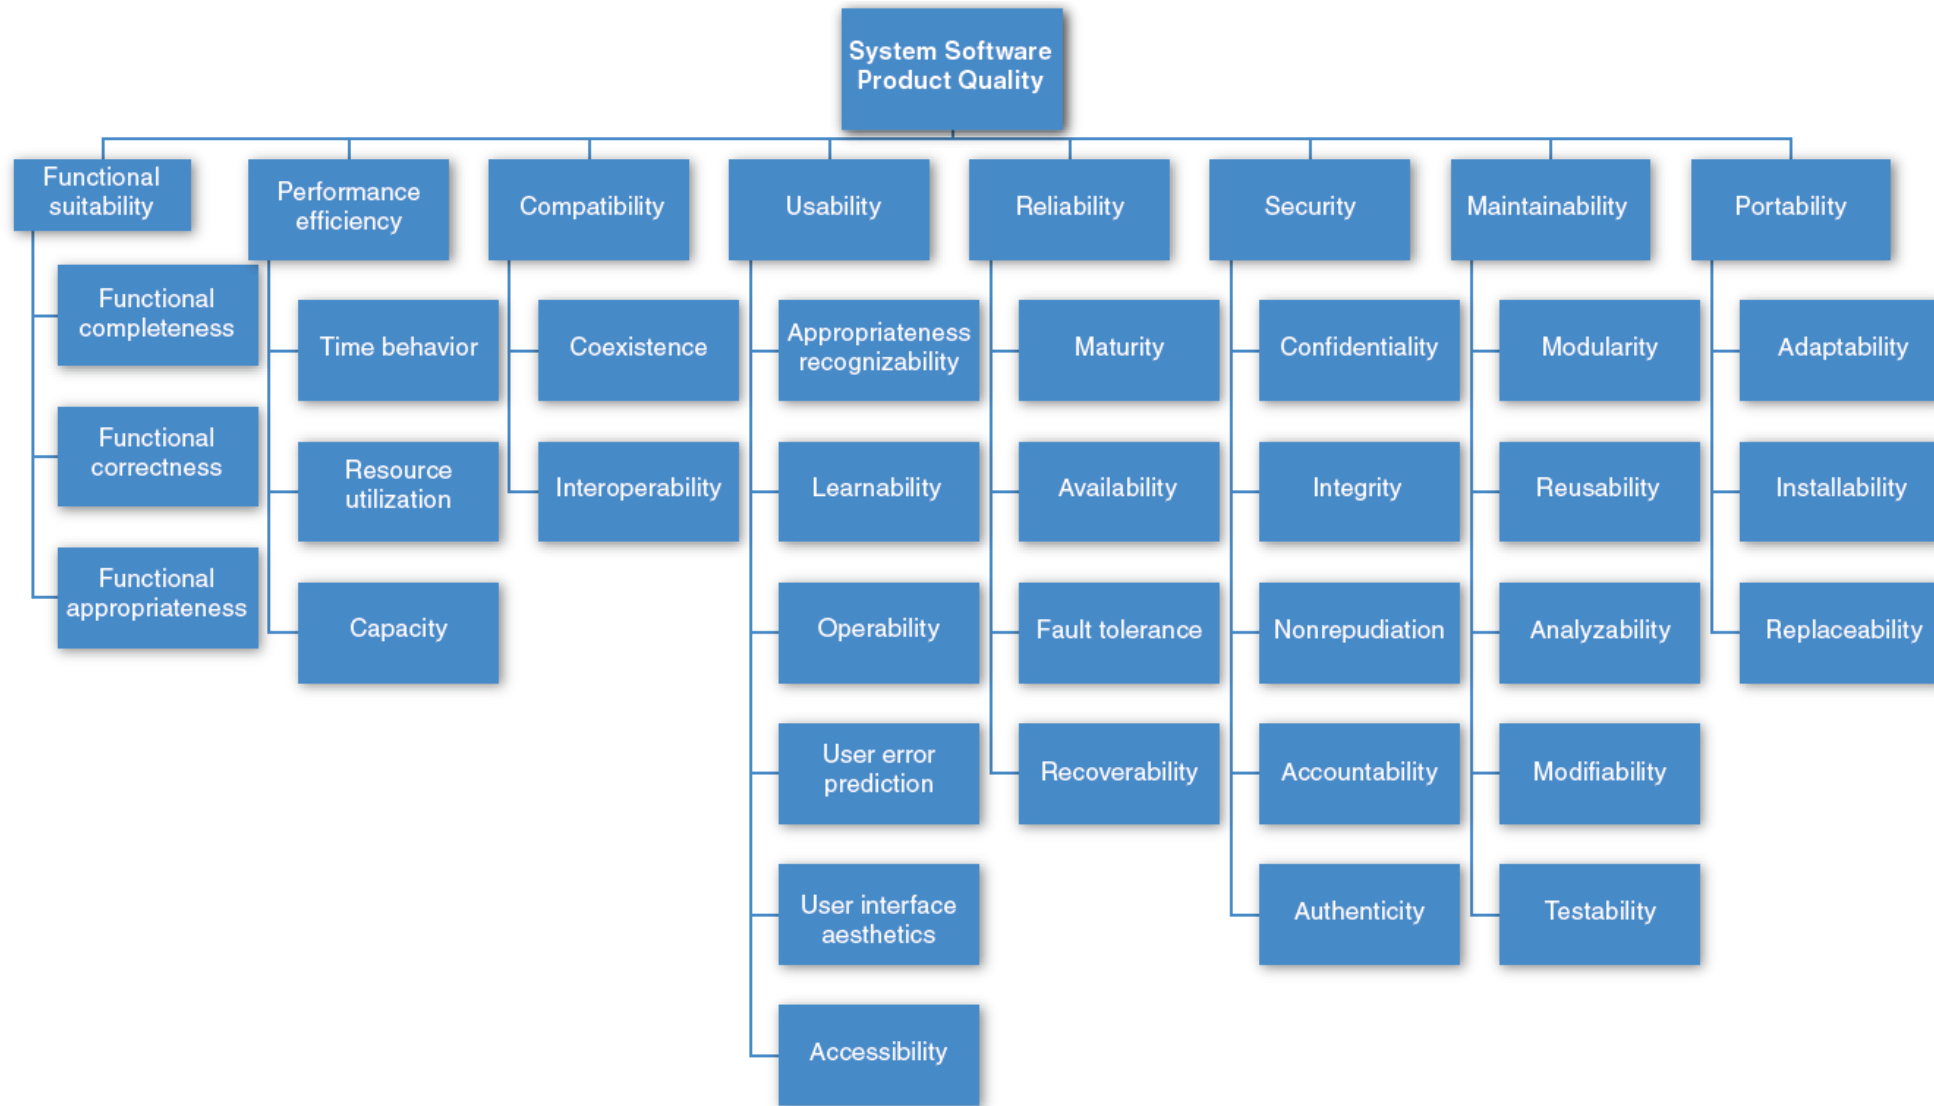 System Software
Product Quality
Functional
suitability
Performance
efficiency
Compatibility
Usability
Reliability
Security
Maintainability
Portability
Functional
completeness
Functional
correctness
Functional
appropriateness
Time behavior
Resource
utilization
Capacity
Coexistence
Interoperability
Appropriateness
recognizability
Learnability
Operability
User error
prediction
User interface
aesthetics
Accessibility
Maturity
Availability
Fault tolerance
Recoverability
Confidentiality
Integrity
Nonrepudiation
Accountability
Authenticity
Modularity
Reusability
Analyzability
Modifiability
Testability
Adaptability
Installability
Replaceability